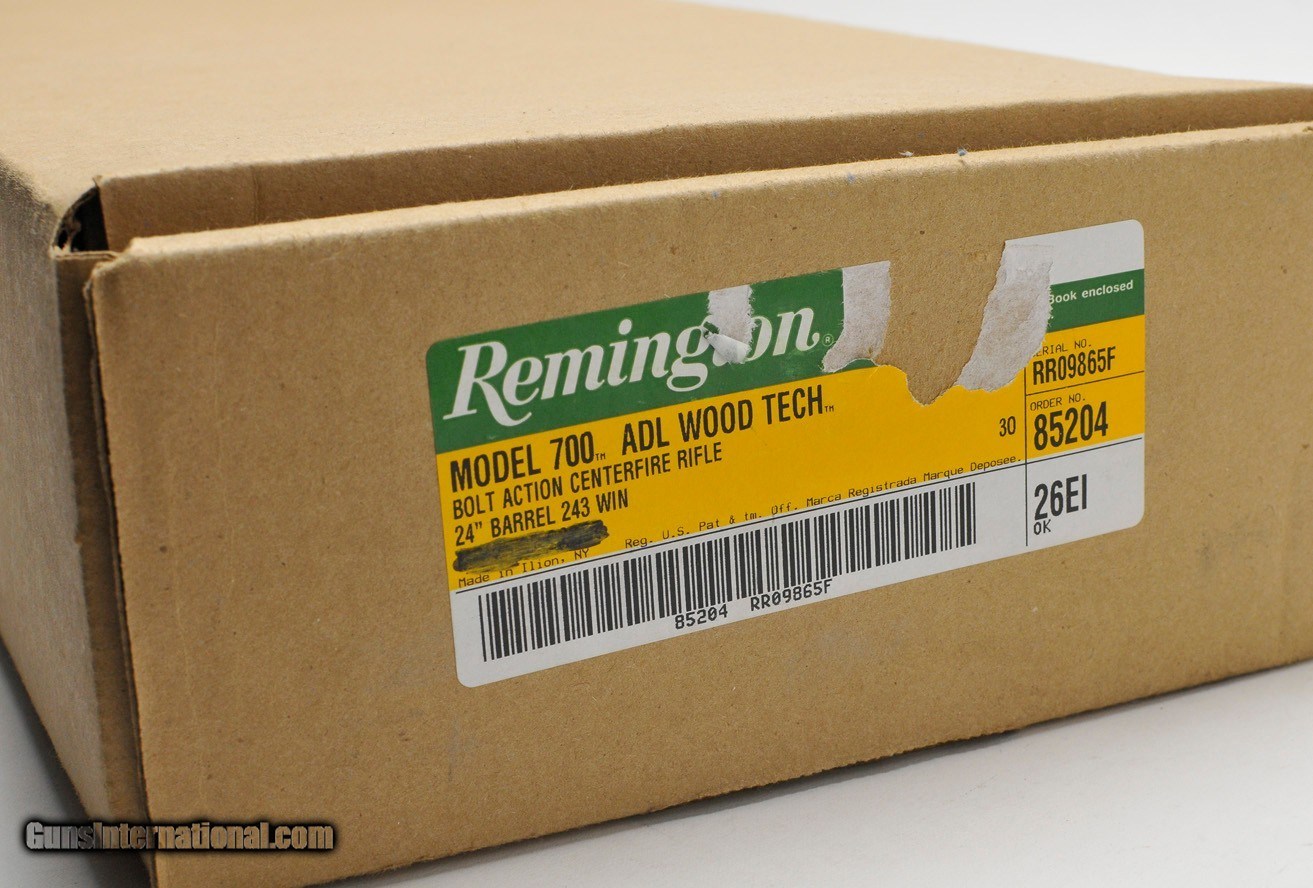 Remington®
Book enclosed
MODEL 700™ ADL WOOD TECH™
BOLT ACTION CENTERFIRE RIFLE
24" BARREL 243 WIN
30
SERIAL NO.
RR09865F
ORDER NO.
85204
Made in Ilion, NY Reg. U.S. Pat & tm. Off. Marca Registrada Marque Deposee.
26EI
OK
85204 RR09865F
GunsInternational.com